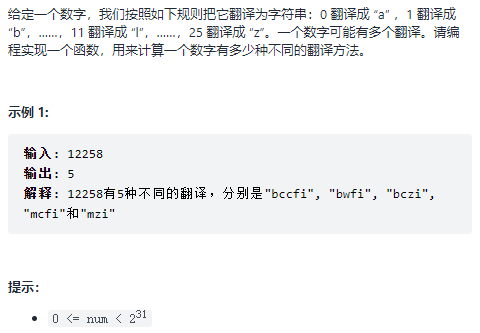 给定一个数字，我们按照如下规则把它翻译为字符串：0 翻译成 “a” ，1 翻译成
“b”，……，11 翻译成 “l”，……，25 翻译成 “z”。一个数字可能有多个翻译。请编
程实现一个函数，用来计算一个数字有多少种不同的翻译方法。
示例 1:
输入: 12258
输出: 5
解释: 12258有5种不同的翻译，分别是"bccfi", "bwfi", "bczi",
"mcfi"和"mzi"
提示：
• 0 <= num < 2³¹